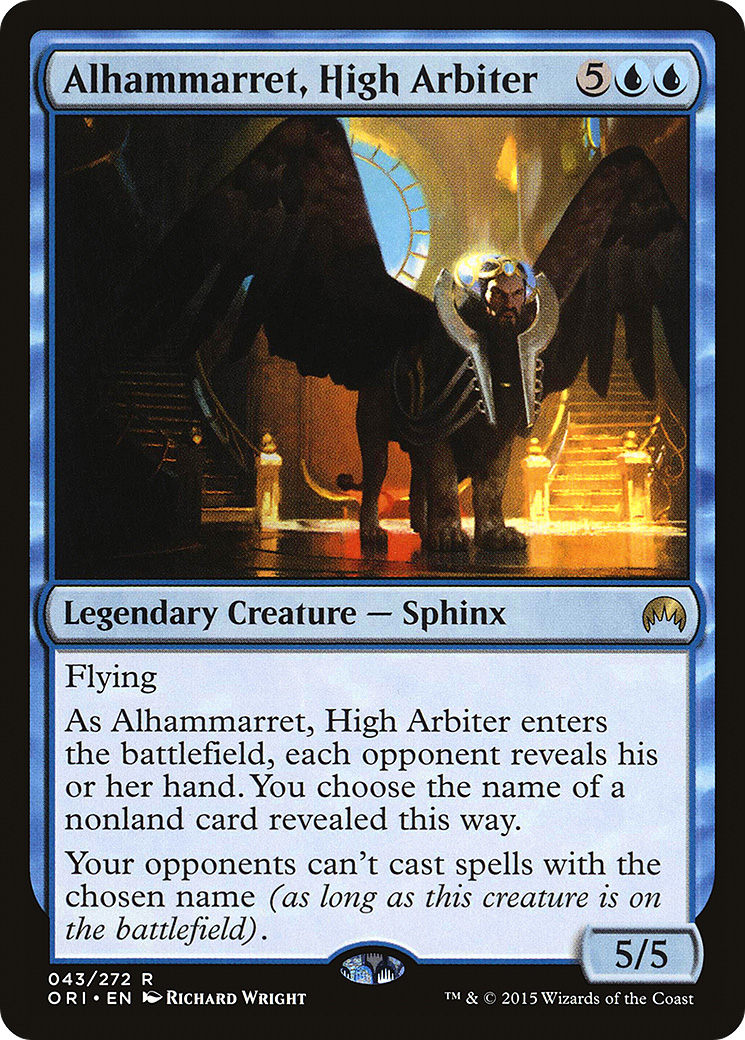 Alhammarret, High Arbiter 5
Legendary Creature — Sphinx
Flying
As Alhammarret, High Arbiter enters
the battlefield, each opponent reveals his
or her hand. You choose the name of a
nonland card revealed this way.
Your opponents can't cast spells with the
chosen name (as long as this creature is on
the battlefield).
5/5
043/272 R
ORI • EN Richard Wright
™ & © 2015 Wizards of the Coast